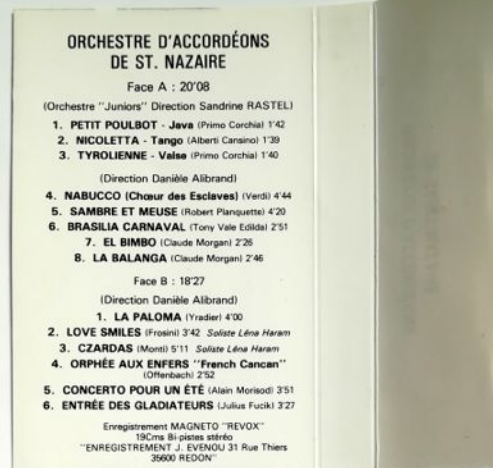 ORCHESTRE D'ACCORDÉONS
DE ST. NAZAIRE
Face A : 20'08
(Orchestre "Juniors" Direction Sandrine RASTEL)
1. PETIT POULBOT - Java (Primo Corchia) 1'42
2. NICOLETTA - Tango (Alberti Cansino) 1'39
3. TYROLIENNE - Valse (Primo Corchia) 1'40
(Direction Danièle Alibrand)
4. NABUCCO (Chœur des Esclaves) (Verdi) 4'44
5. SAMBRE ET MEUSE (Robert Planquette) 4'20
6. BRASILIA CARNAVAL (Tony Vale Edilda) 2'51
7. EL BIMBO (Claude Morgan) 2'26
8. LA BALANGA (Claude Morgan) 2'46
Face B : 18'27
(Direction Danièle Alibrand)
1. LA PALOMA (Yradier) 4'00
2. LOVE SMILES (Frosini) 3'42 Soliste Léna Haram
3. CZARDAS (Monti) 5'11 Soliste Léna Haram
4. ORPHÉE AUX ENFERS "French Cancan"
(Offenbach) 2'52
5. CONCERTO POUR UN ÉTÉ (Alain Morisod) 3'51
6. ENTRÉE DES GLADIATEURS (Julius Fucik) 3'27
Enregistrement MAGNETO "REVOX"
19Cms Bi-pistes stéréo
"ENREGISTREMENT J. EVENOU 31 Rue Thiers
35600 REDON"